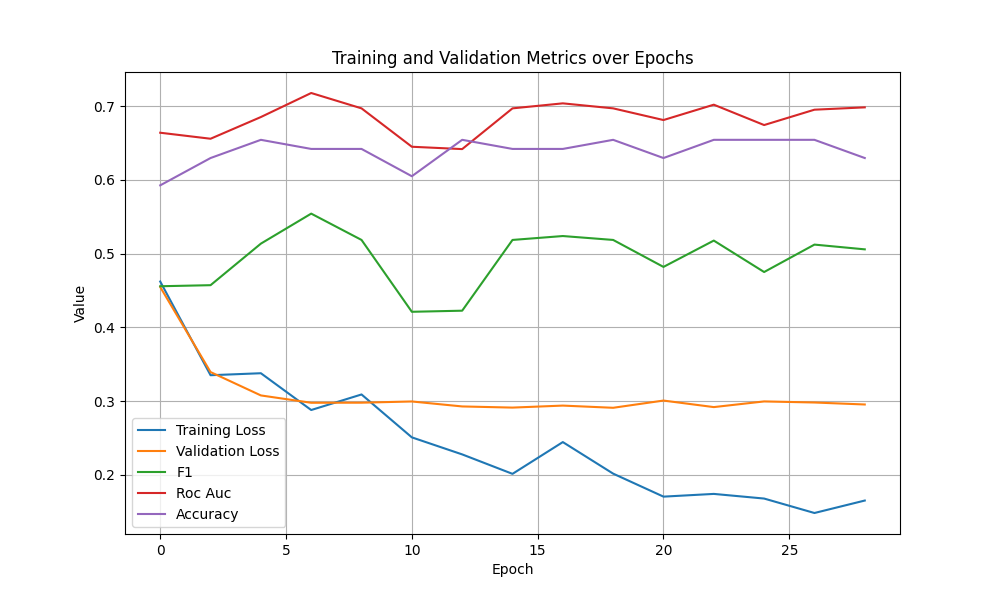 Training and Validation Metrics over Epochs
Value
0.7
0.6
0.5
0.4
0.3
0.2
Training Loss
Validation Loss
F1
Roc Auc
Accuracy
0 5 10 15 20 25
Epoch